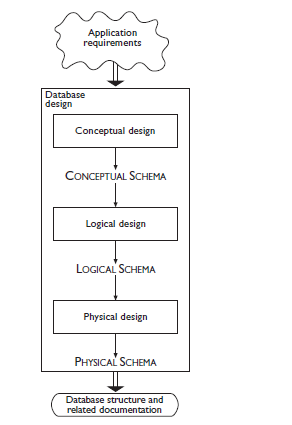 Application
requirements
Database
design
Conceptual design
CONCEPTUAL SCHEMA
Logical design
LOGICAL SCHEMA
Physical design
PHYSICAL SCHEMA
Database structure and
related documentation